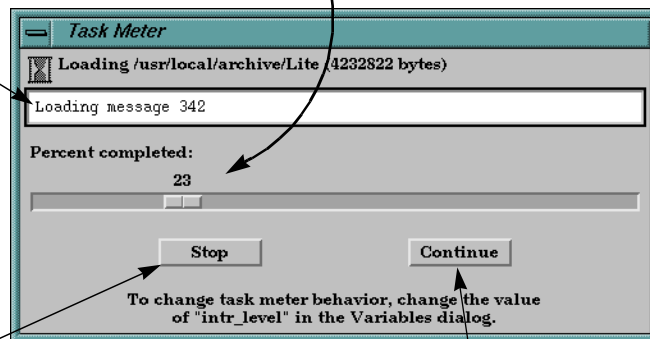 Task Meter
Loading /usr/local/archive/Lite (4232822 bytes)
Loading message 342
Percent completed:
23
Stop
Continue
To change task meter behavior, change the value
of "intr_level" in the Variables dialog.